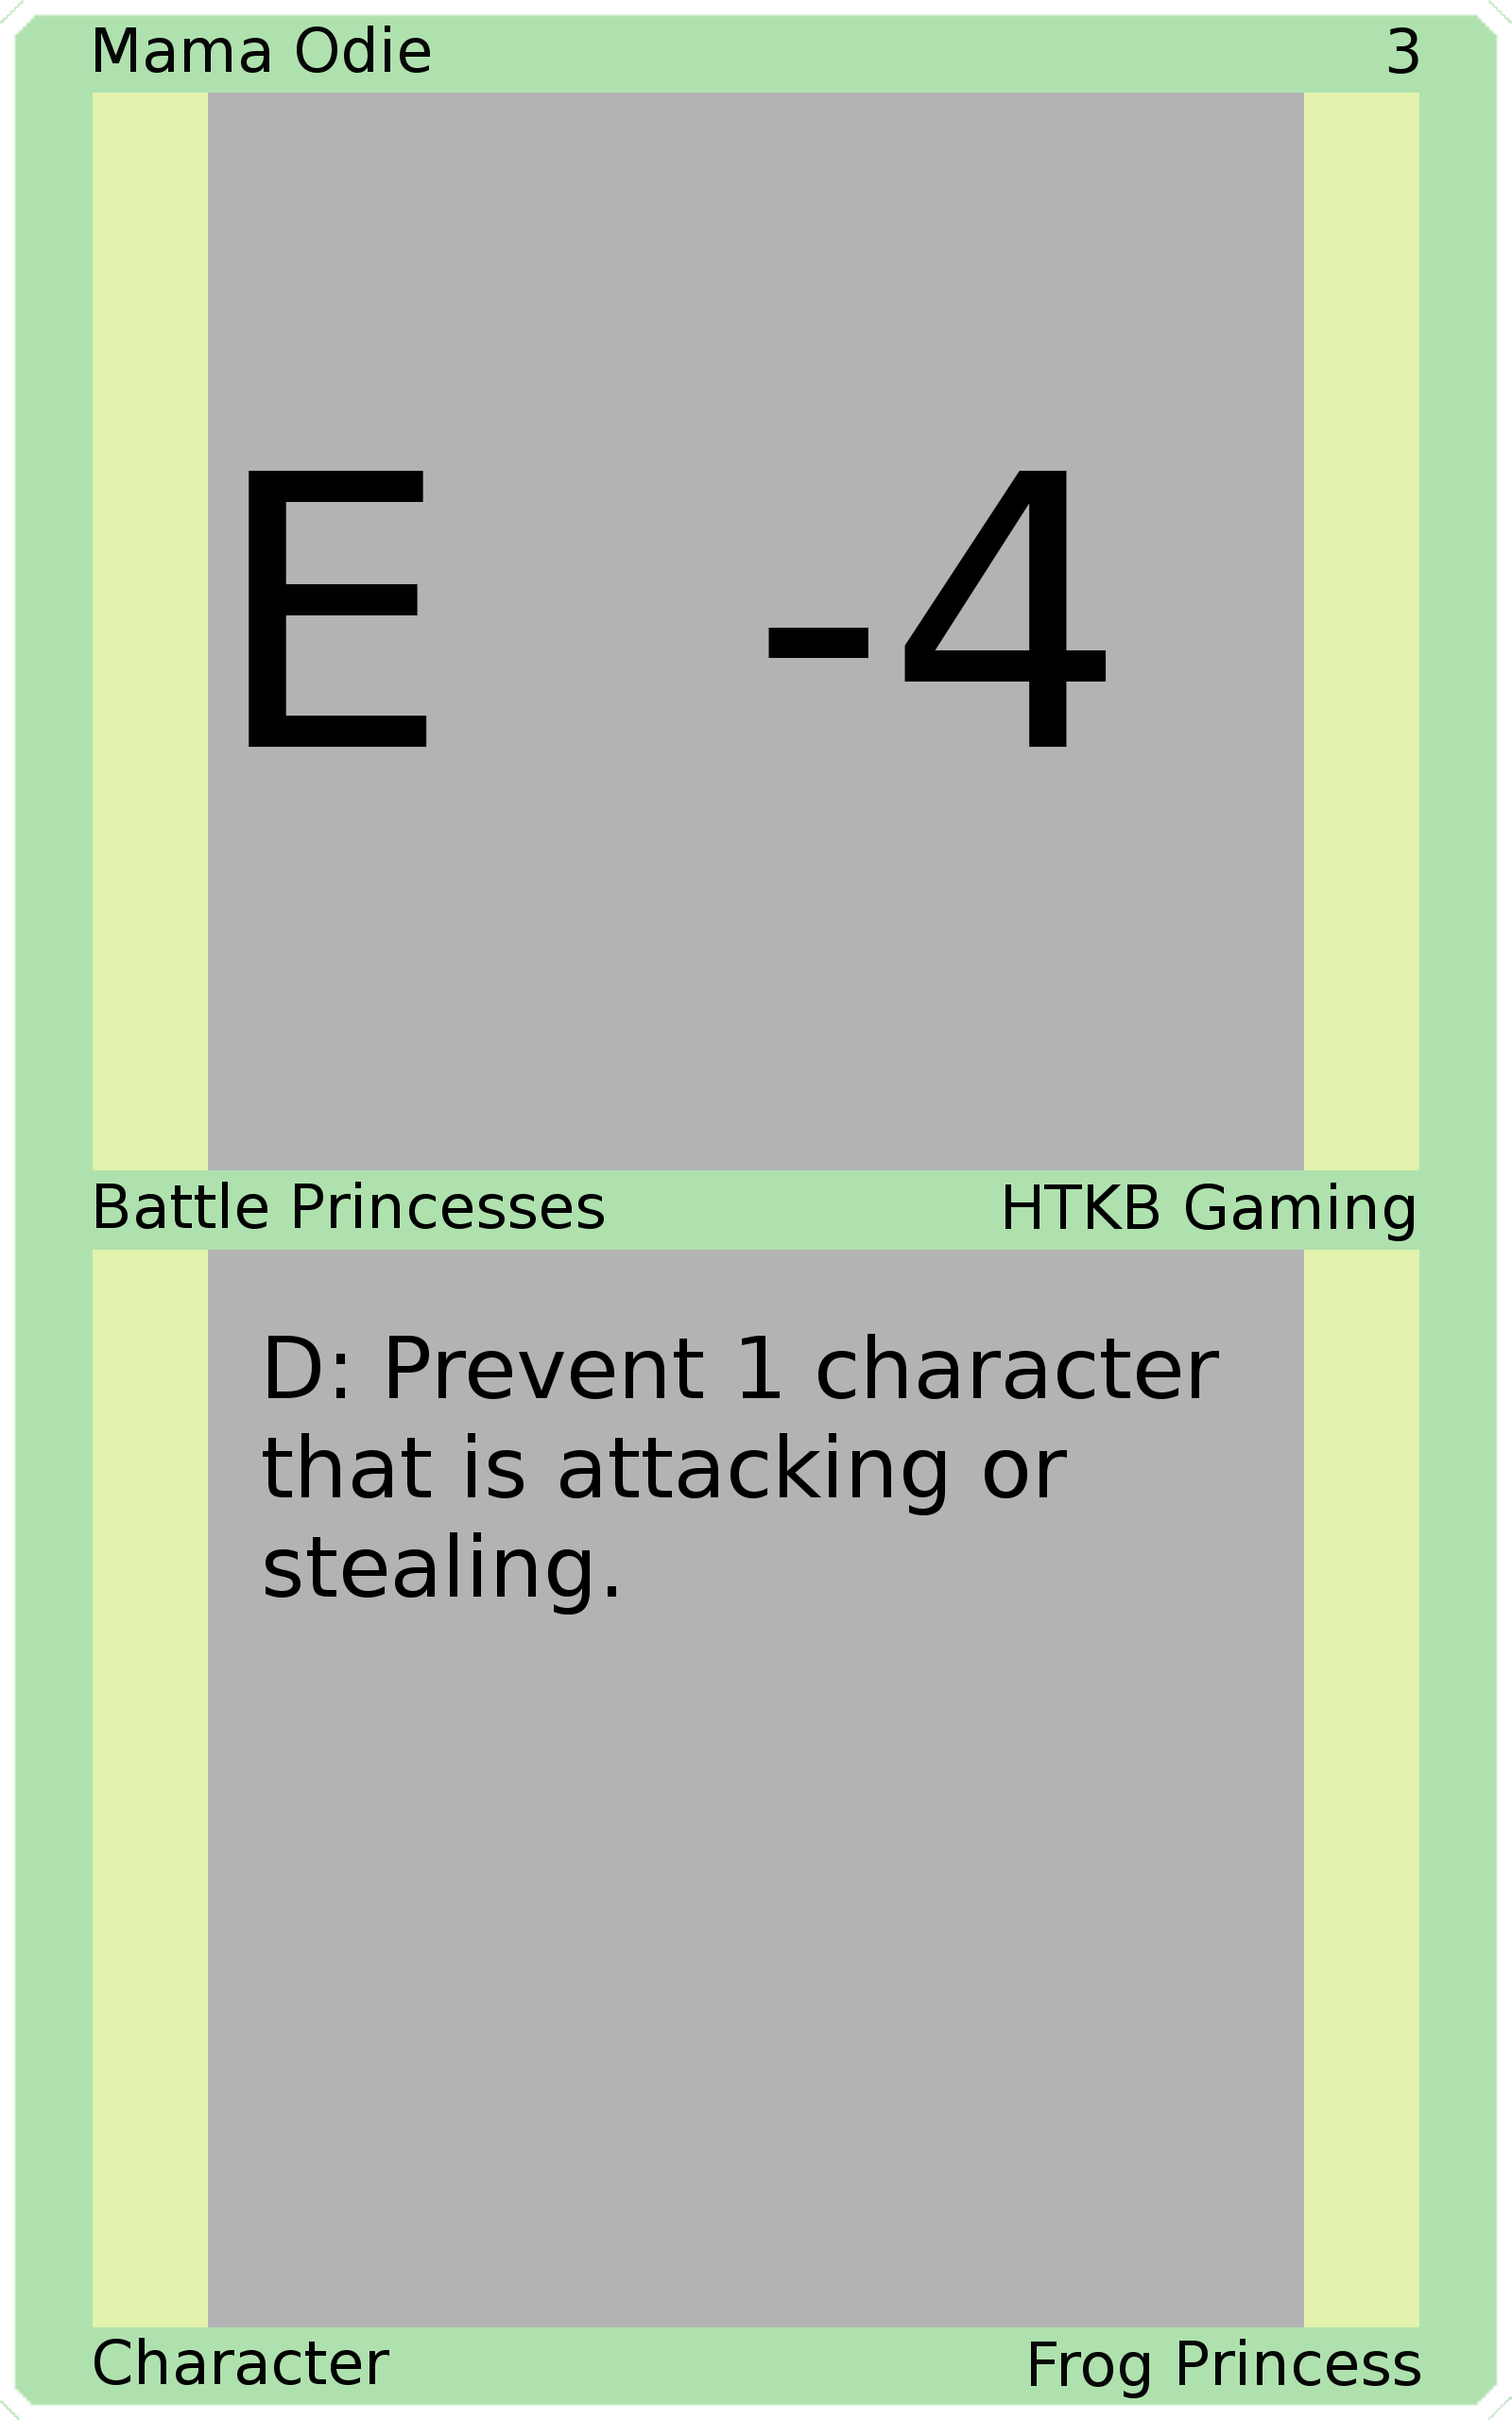 Mama Odie 3
E -4
Battle Princesses HTKB Gaming
D: Prevent 1 character
that is attacking or
stealing.
Character Frog Princess